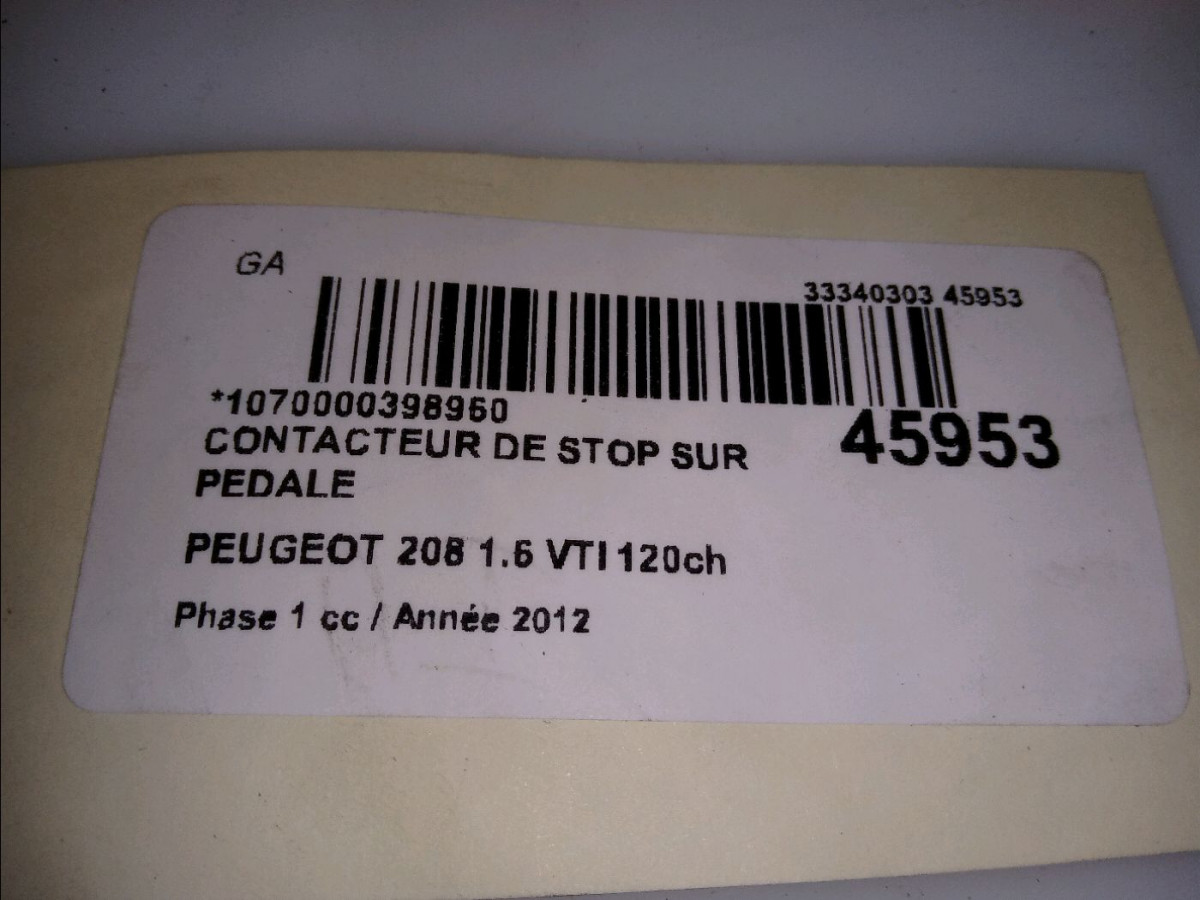 GA
33340303 45953
*1070000398950
45953
CONTACTEUR DE STOP SUR
PEDALE
PEUGEOT 208 1.6 VTI 120ch
Phase 1 cc / Année 2012